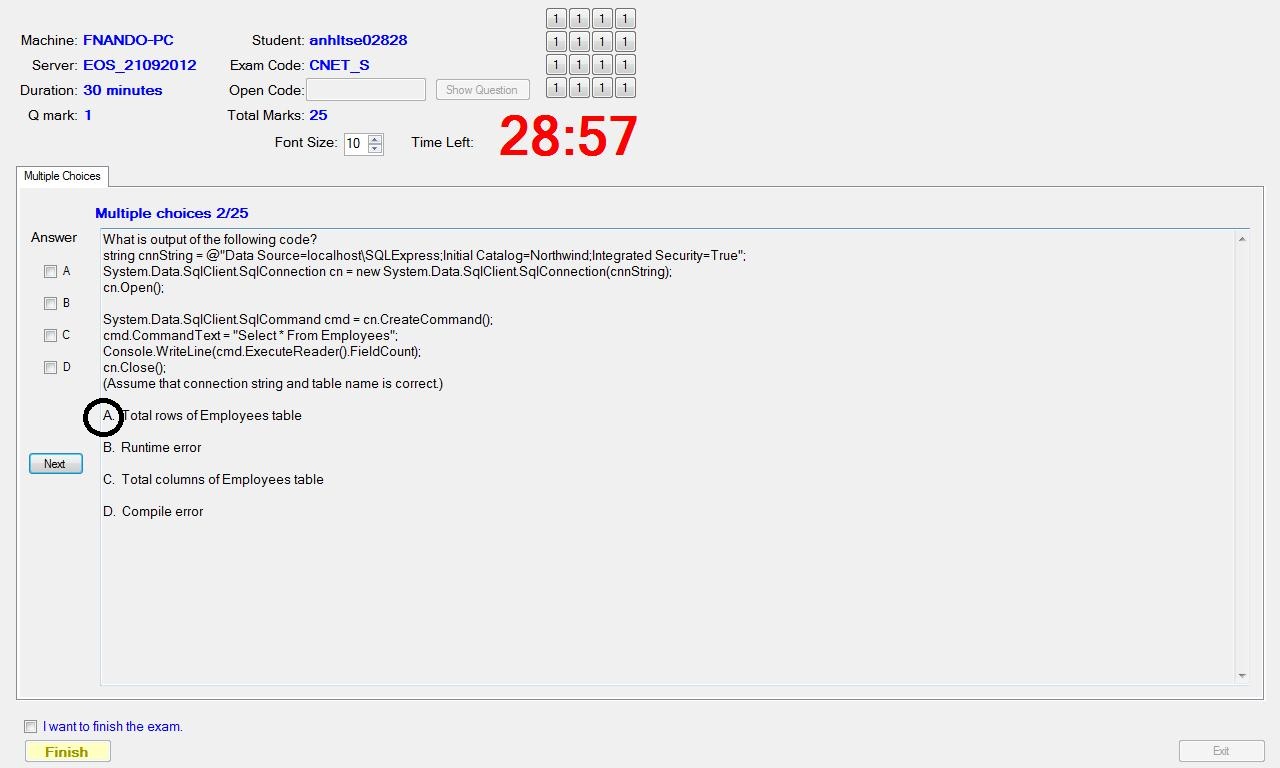 1 1 1 1
Machine: FNANDO-PC Student: anhltse02828
1 1 1 1
Server: EOS_21092012 Exam Code: CNET_S
1 1 1 1
Duration: 30 minutes Open Code: Show Question
1 1 1 1
Q mark: 1 Total Marks: 25
Font Size: 10 Time Left: 28:57
Multiple Choices
Multiple choices 2/25
Answer
A
B
C
D
Next
What is output of the following code?
string cnnString = @"Data Source=localhost\SQLExpress;Initial Catalog=Northwind;Integrated Security=True";
System.Data.SqlClient.SqlConnection cn = new System.Data.SqlClient.SqlConnection(cnnString);
cn.Open();
System.Data.SqlClient.SqlCommand cmd = cn.CreateCommand();
cmd.CommandText = "Select * From Employees";
Console.WriteLine(cmd.ExecuteReader().FieldCount);
cn.Close();
(Assume that connection string and table name is correct.)
A. Total rows of Employees table
B. Runtime error
C. Total columns of Employees table
D. Compile error
I want to finish the exam.
Finish
Exit